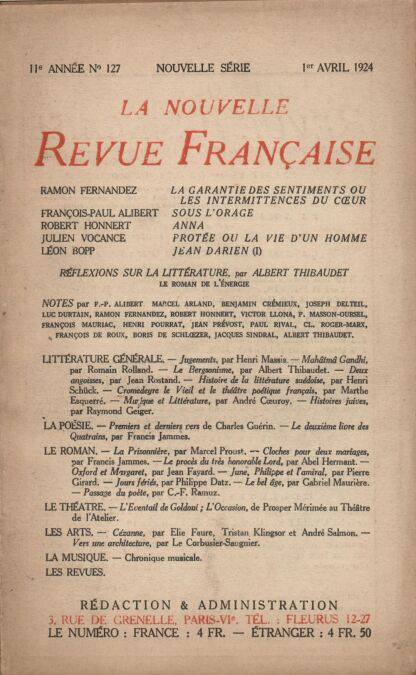 11e ANNÉE No 127 NOUVELLE SÉRIE 1er AVRIL 1924
LA NOUVELLE
REVUE FRANÇAISE
RAMON FERNANDEZ LA GARANTIE DES SENTIMENTS OU
LES INTERMITTENCES DU CŒUR
FRANÇOIS-PAUL ALIBERT SOUS L'ORAGE
ROBERT HONNERT ANNA
JULIEN VOCANCE PROTÉE OU LA VIE D'UN HOMME
LÉON BOPP JEAN DARIEN (I)
RÉFLEXIONS SUR LA LITTÉRATURE, par ALBERT THIBAUDET
LE ROMAN DE L'ÉNERGIE
NOTES par F.-P. ALIBERT MARCEL ARLAND, BENJAMIN CRÉMIEUX, JOSEPH DELTEIL,
LUC DURTAIN, RAMON FERNANDEZ, ROBERT HONNERT, VICTOR LLONA, P. MASSON-OURSEL,
FRANÇOIS MAURIAC, HENRI POURRAT, JEAN PRÉVOST, PAUL RIVAL, CL. ROGER-MARX,
FRANÇOIS DE ROUX, BORIS DE SCHLŒZER, JACQUES SINDRAL, ALBERT THIBAUDET.
LITTÉRATURE GÉNÉRALE. — Jugements, par Henri Massis. — Mahâtmâ Gandhi,
par Romain Rolland. — Le Bergsonisme, par Albert Thibaudet. — Deux
angoisses, par Jean Rostand. — Histoire de la littérature suédoise, par Henri
Schück. — Cromedeyre le Vieil et le théâtre poétique français, par Marthe
Esquerré. — Musique et Littérature, par André Cœuroy. — Histoires juives,
par Raymond Geiger.
LA POÉSIE. — Premiers et derniers vers de Charles Guérin. — Le deuxième livre des
Quatrains, par Francis Jammes.
LE ROMAN. — La Prisonnière, par Marcel Proust. — Cloches pour deux mariages,
par Francis Jammes. — Le procès du très honorable Lord, par Abel Hermant. —
Oxford et Margaret, par Jean Fayard. — June, Philippe et l'amiral, par Pierre
Girard. — Jours fériés, par Philippe Datz. — Le bel âge, par Gabriel Maurière.
— Passage du poète, par C.-F. Ramuz.
LE THÉATRE. — L'Eventail de Goldoni ; L'Occasion, de Prosper Mérimée au Théâtre
de l'Atelier.
LES ARTS. — Cézanne, par Elie Faure, Tristan Klingsor et André Salmon. —
Vers une architecture, par Le Corbusier-Saugnier.
LA MUSIQUE. — Chronique musicale.
LES REVUES.
RÉDACTION & ADMINISTRATION
3, RUE DE GRENELLE, PARIS-VIe. TÉL. : FLEURUS 12-27
LE NUMÉRO : FRANCE : 4 FR. — ÉTRANGER : 4 FR. 50